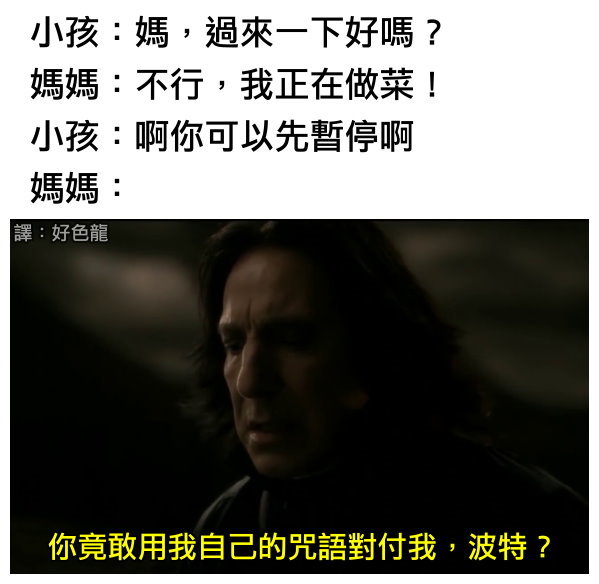 小孩：媽，過來一下好嗎？
媽媽：不行，我正在做菜！
小孩：啊你可以先暫停啊
媽媽：
譯：好色龍
你竟敢用我自己的咒語對付我，波特？